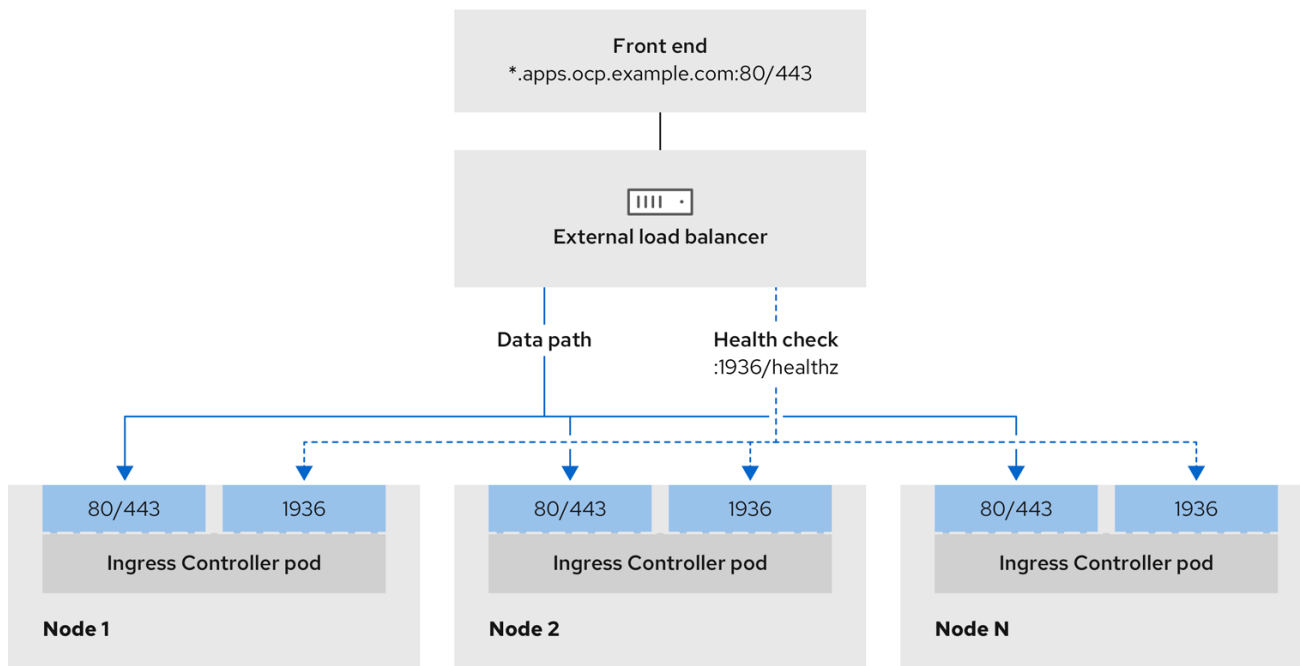 Front end
*.apps.ocp.example.com:80/443
External load balancer
Data path
Health check
:1936/healthz
80/443
1936
Ingress Controller pod
Node 1
80/443
1936
Ingress Controller pod
Node 2
80/443
1936
Ingress Controller pod
Node N